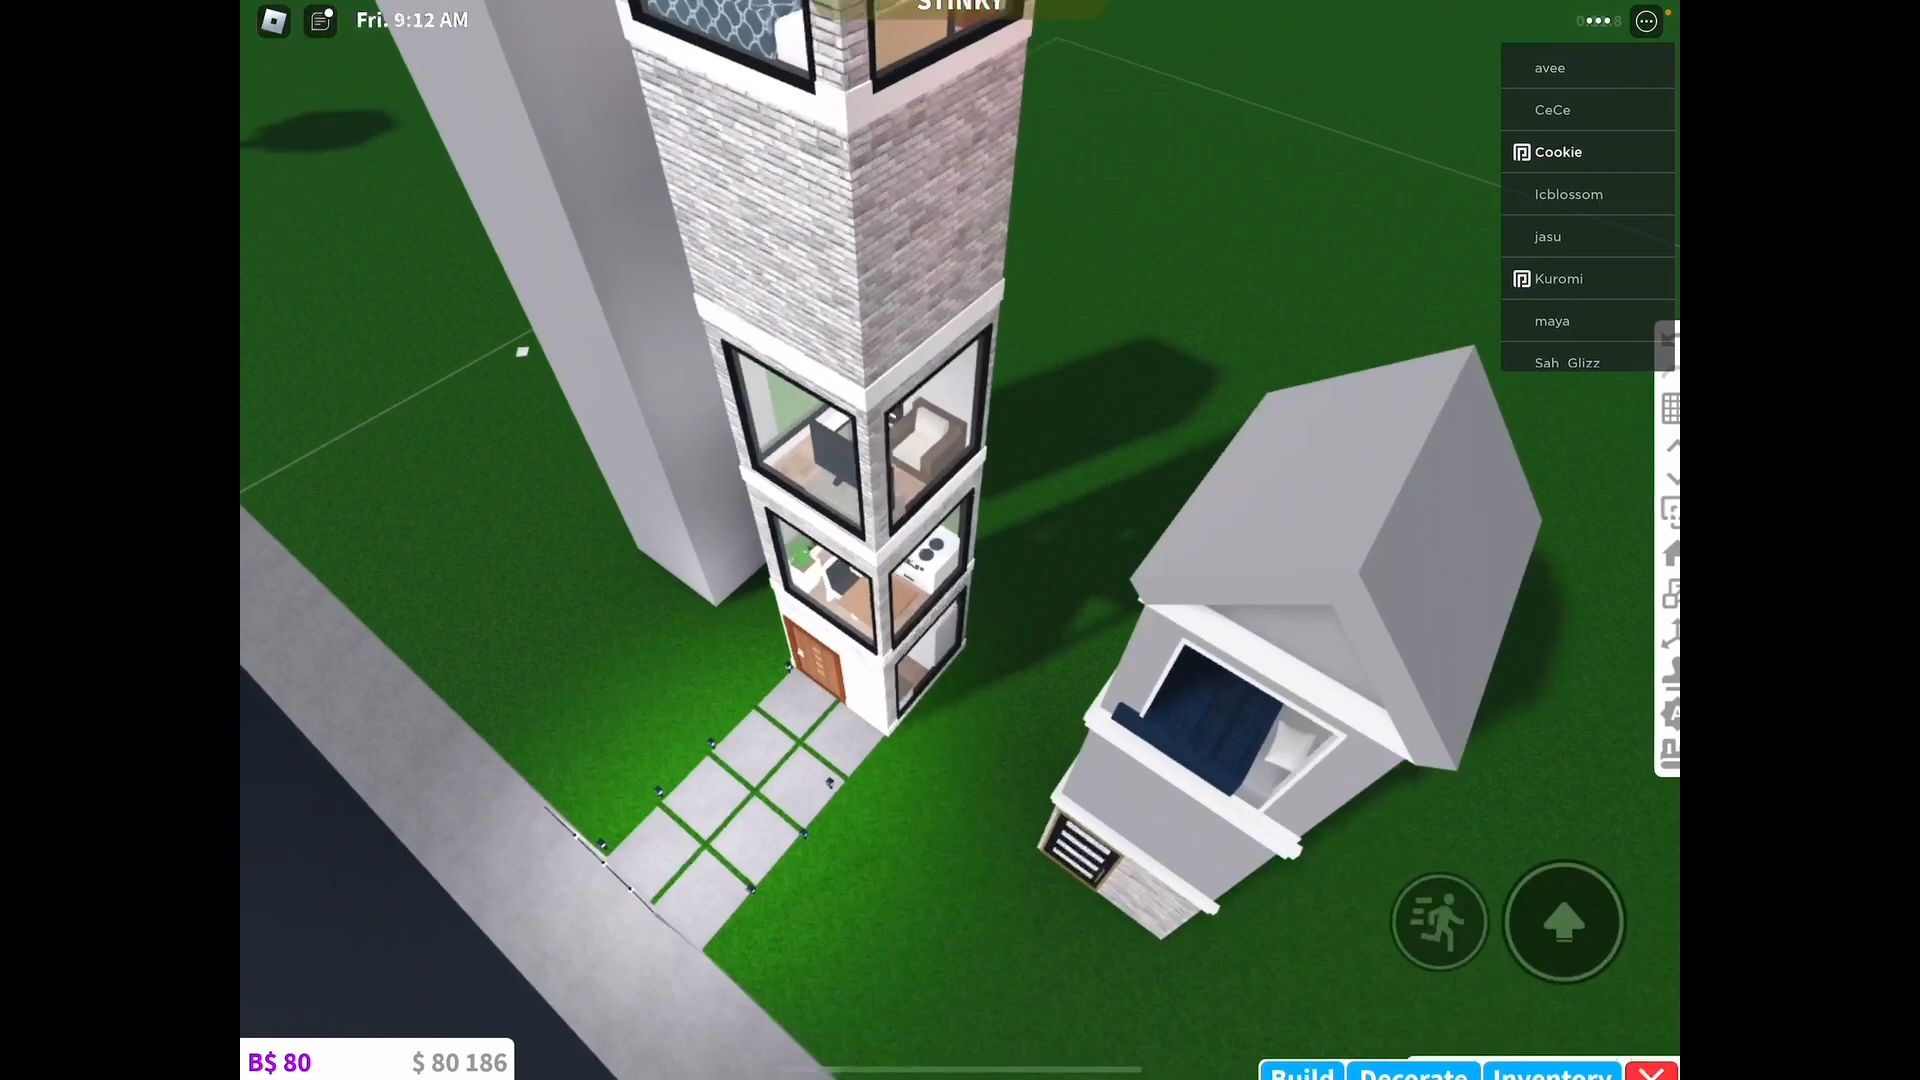 STINKY
Fri. 9:12 AM
avee
CeCe
Cookie
Icblossom
jasu
Kuromi
maya
Sah_Glizz
B$ 80
$ 80 186
Build
Decorate
Inventory